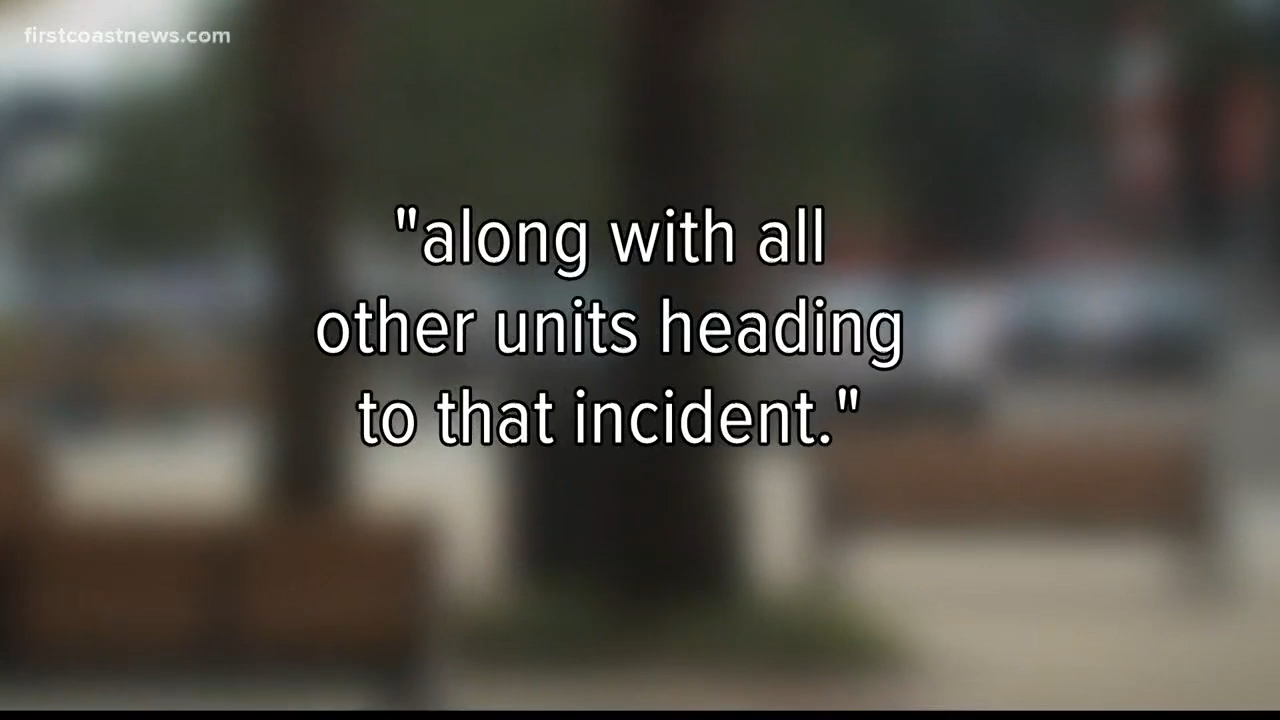 firstcoastnews.com
"along with all
other units heading
to that incident."